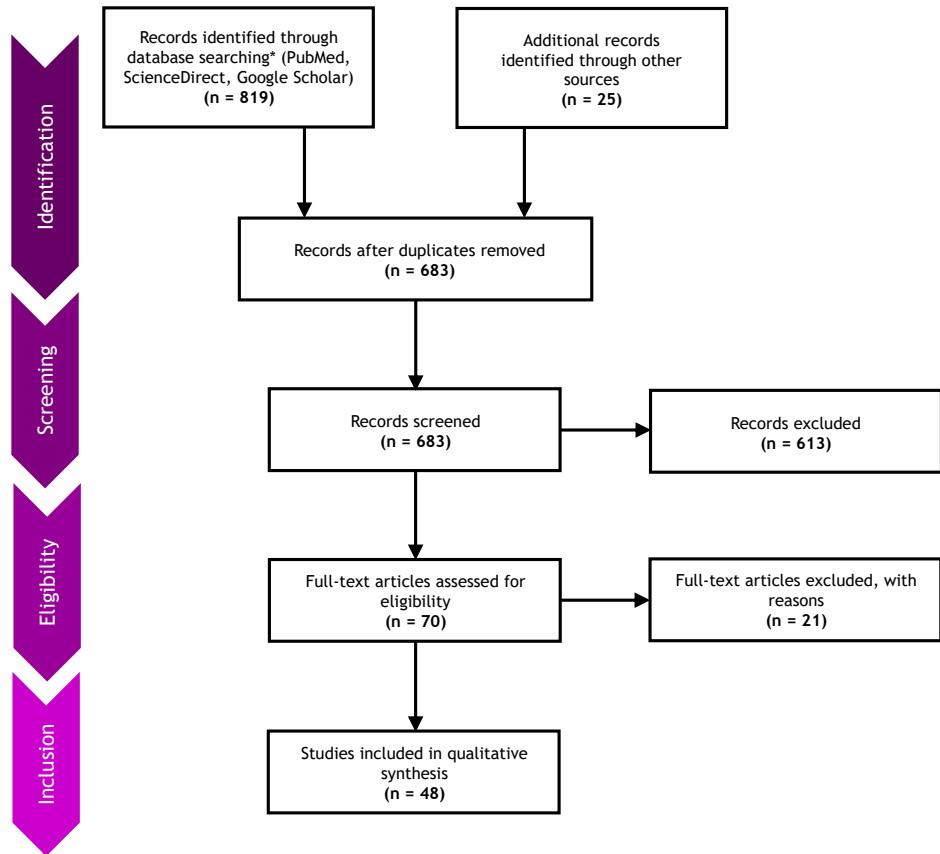 Identification
Records identified through
database searching* (PubMed,
ScienceDirect, Google Scholar)
(n = 819)
Additional records
identified through other
sources
(n = 25)
Records after duplicates removed
(n = 683)
Screening
Records screened
(n = 683)
Records excluded
(n = 613)
Eligibility
Full-text articles assessed for
eligibility
(n = 70)
Full-text articles excluded, with
reasons
(n = 21)
Inclusion
Studies included in qualitative
synthesis
(n = 48)